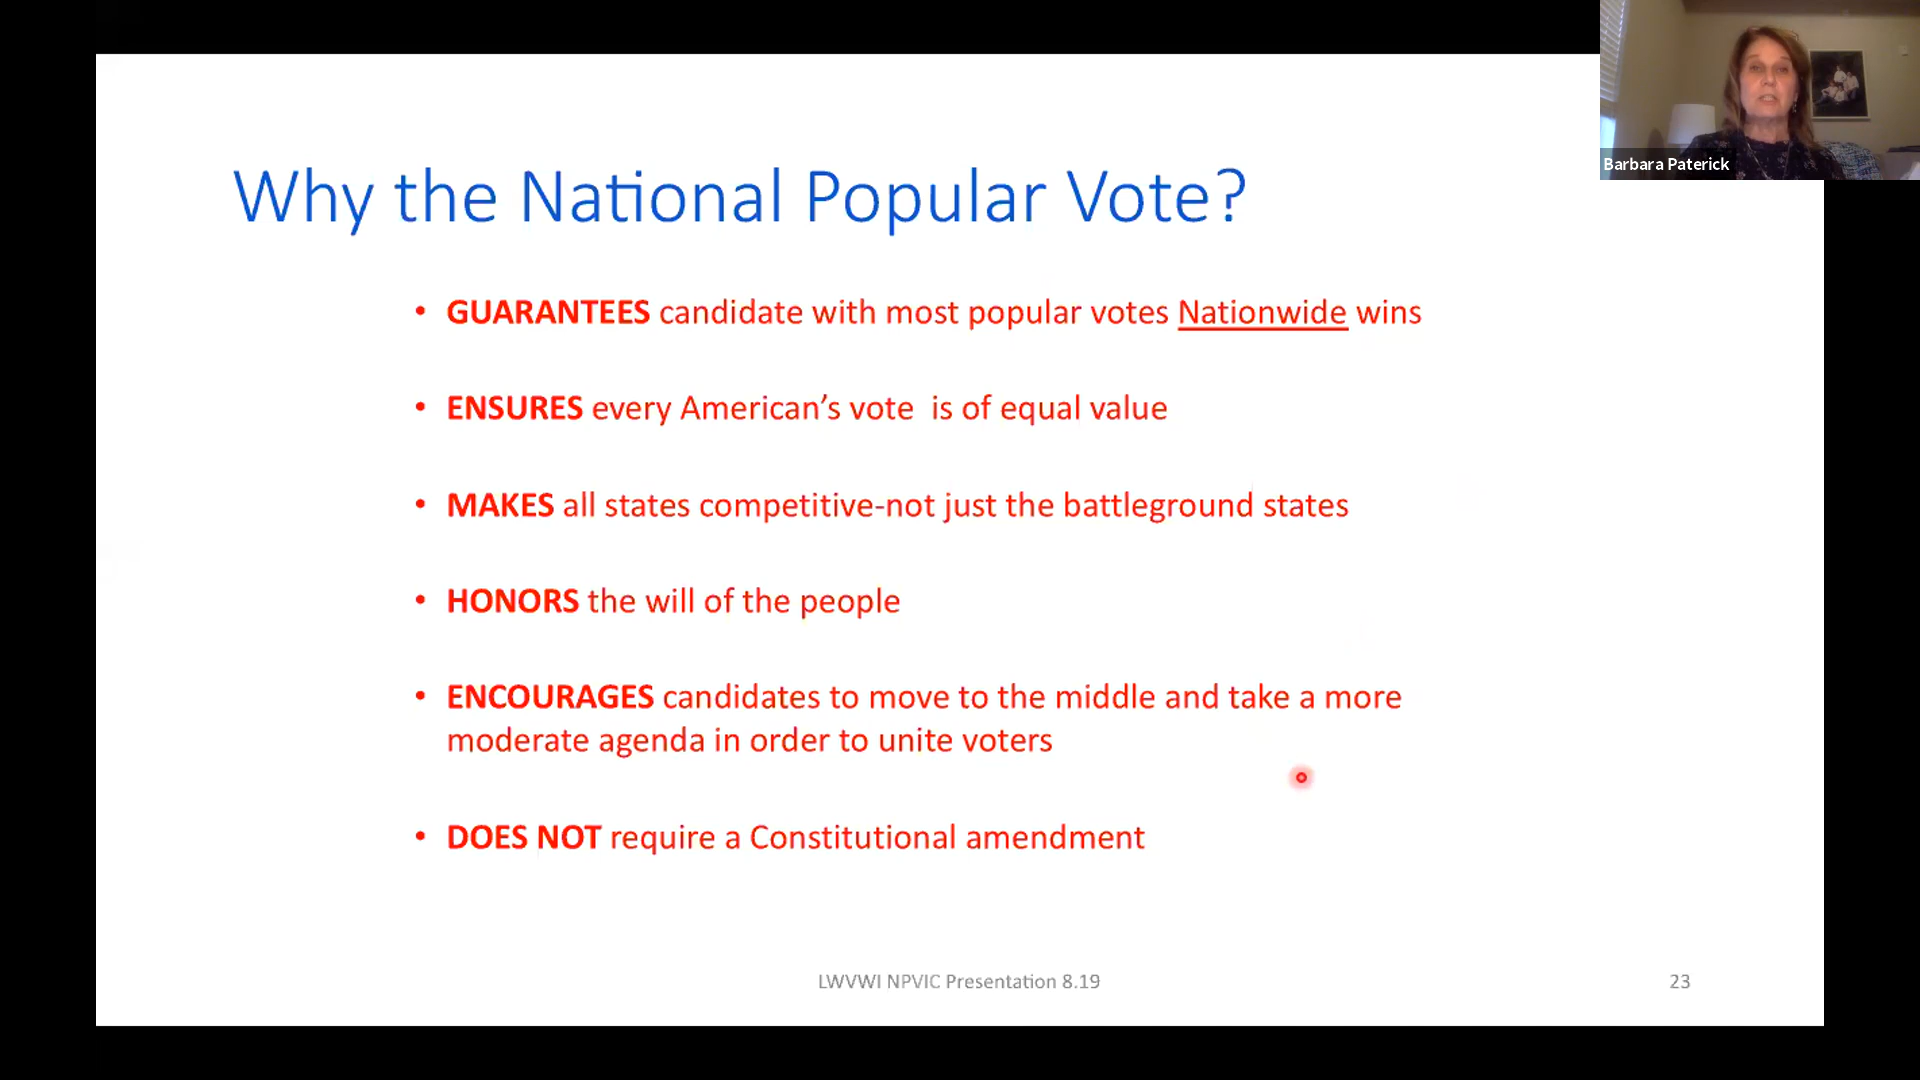 Barbara Paterick
Why the National Popular Vote?
• GUARANTEES candidate with most popular votes Nationwide wins
• ENSURES every American’s vote  is of equal value
• MAKES all states competitive-not just the battleground states
• HONORS the will of the people
• ENCOURAGES candidates to move to the middle and take a more
moderate agenda in order to unite voters
• DOES NOT require a Constitutional amendment
LWVWI NPVIC Presentation 8.19
23